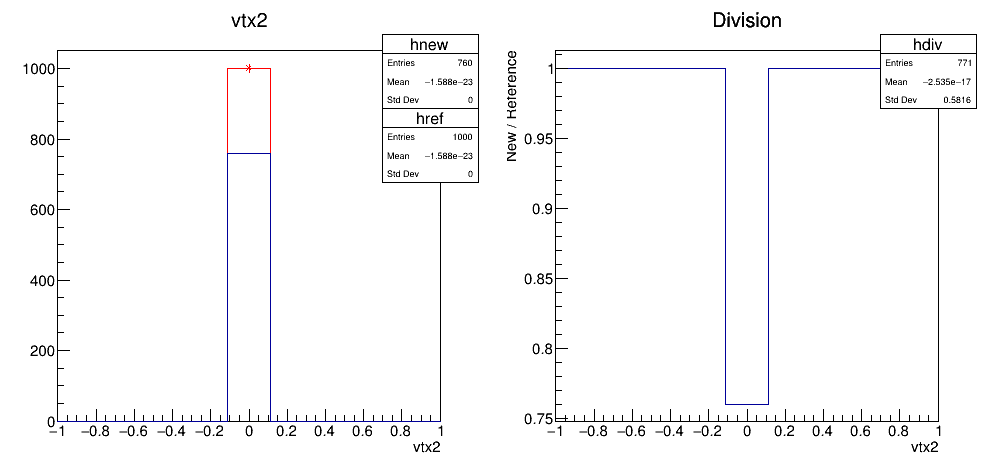 vtx2
hnew
Entries 760
Mean −1.588e−23
Std Dev 0
href
Entries 1000
Mean −1.588e−23
Std Dev 0
1000
800
600
400
200
0
−1 −0.8 −0.6 −0.4 −0.2 0 0.2 0.4 0.6 0.8 1
vtx2
Division
hdiv
Entries 771
Mean −2.535e−17
Std Dev 0.5816
New / Reference
1
0.95
0.9
0.85
0.8
0.75
−1 −0.8 −0.6 −0.4 −0.2 0 0.2 0.4 0.6 0.8 1
vtx2